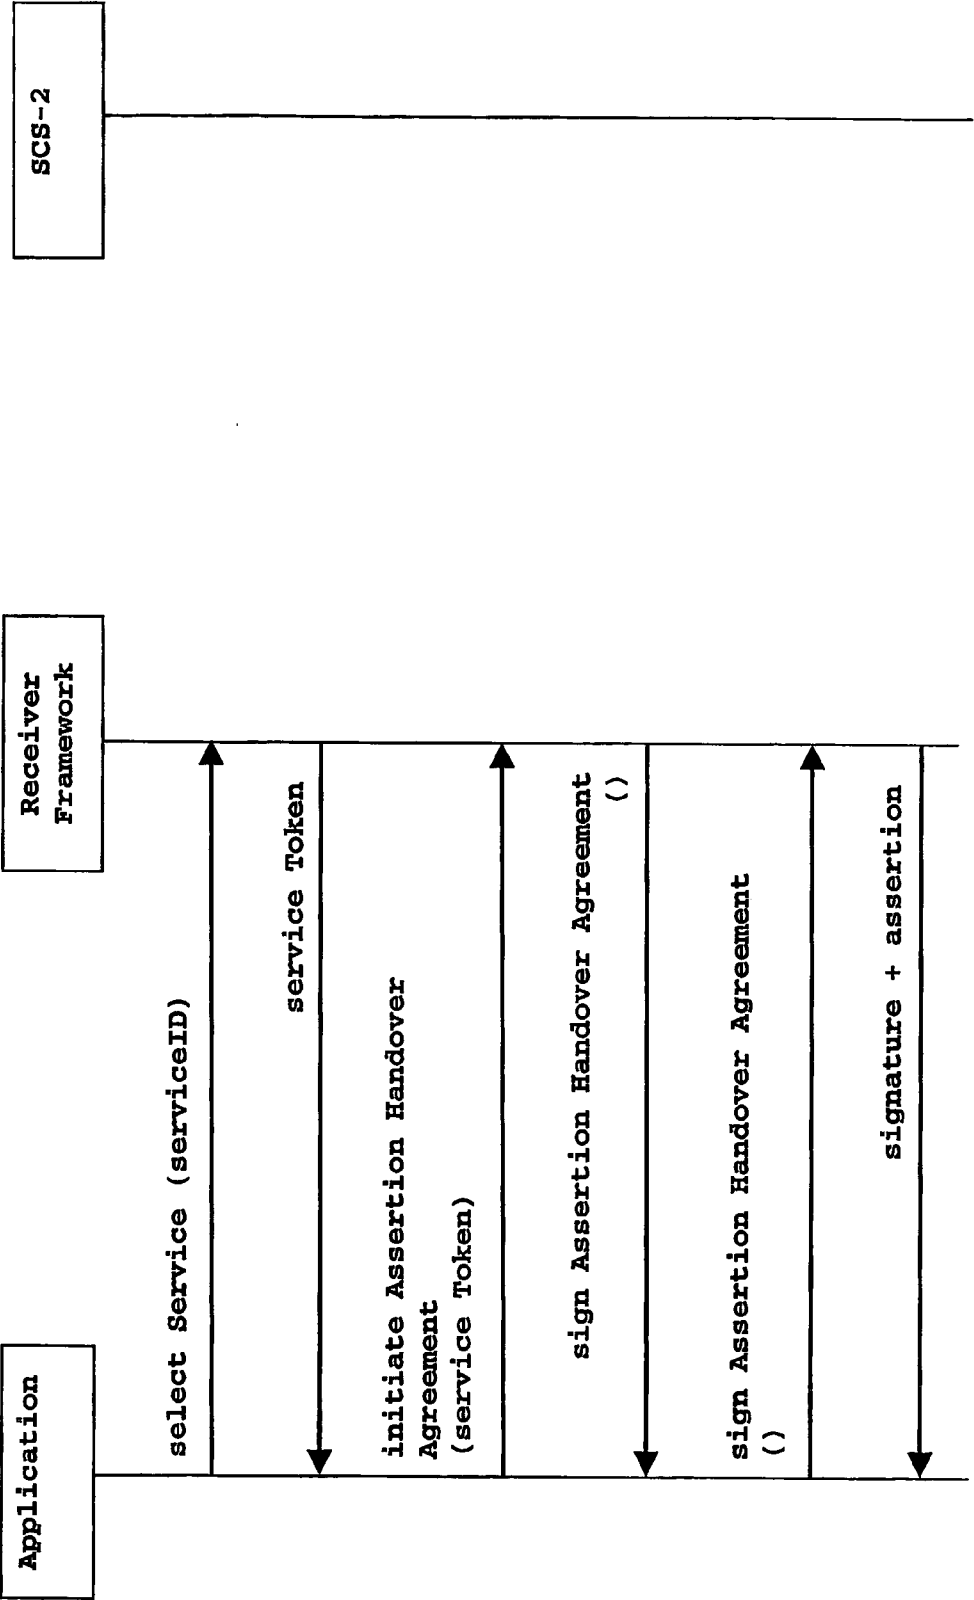 Application
Receiver
Framework
SCS-2
select Service (serviceID)
service Token
initiate Assertion Handover
Agreement
(service Token)
sign Assertion Handover Agreement
()
sign Assertion Handover Agreement
()
signature + assertion